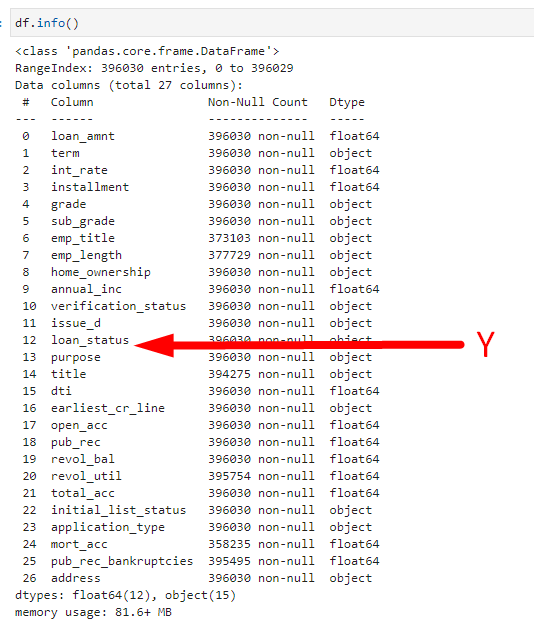 df.info()
<class 'pandas.core.frame.DataFrame'>
RangeIndex: 396030 entries, 0 to 396029
Data columns (total 27 columns):
 #   Column                Non-Null Count   Dtype
---  ------                --------------   -----
 0   loan_amnt             396030 non-null  float64
 1   term                  396030 non-null  object
 2   int_rate              396030 non-null  float64
 3   installment           396030 non-null  float64
 4   grade                 396030 non-null  object
 5   sub_grade             396030 non-null  object
 6   emp_title             373103 non-null  object
 7   emp_length            377729 non-null  object
 8   home_ownership        396030 non-null  object
 9   annual_inc            396030 non-null  float64
 10  verification_status   396030 non-null  object
 11  issue_d               396030 non-null  object
 12  loan_status           396030 non-null  object Y
 13  purpose               396030 non-null  object
 14  title                 394275 non-null  object
 15  dti                   396030 non-null  float64
 16  earliest_cr_line      396030 non-null  object
 17  open_acc              396030 non-null  float64
 18  pub_rec               396030 non-null  float64
 19  revol_bal             396030 non-null  float64
 20  revol_util            395754 non-null  float64
 21  total_acc             396030 non-null  float64
 22  initial_list_status   396030 non-null  object
 23  application_type      396030 non-null  object
 24  mort_acc              358235 non-null  float64
 25  pub_rec_bankruptcies  395495 non-null  float64
 26  address               396030 non-null  object
dtypes: float64(12), object(15)
memory usage: 81.6+ MB